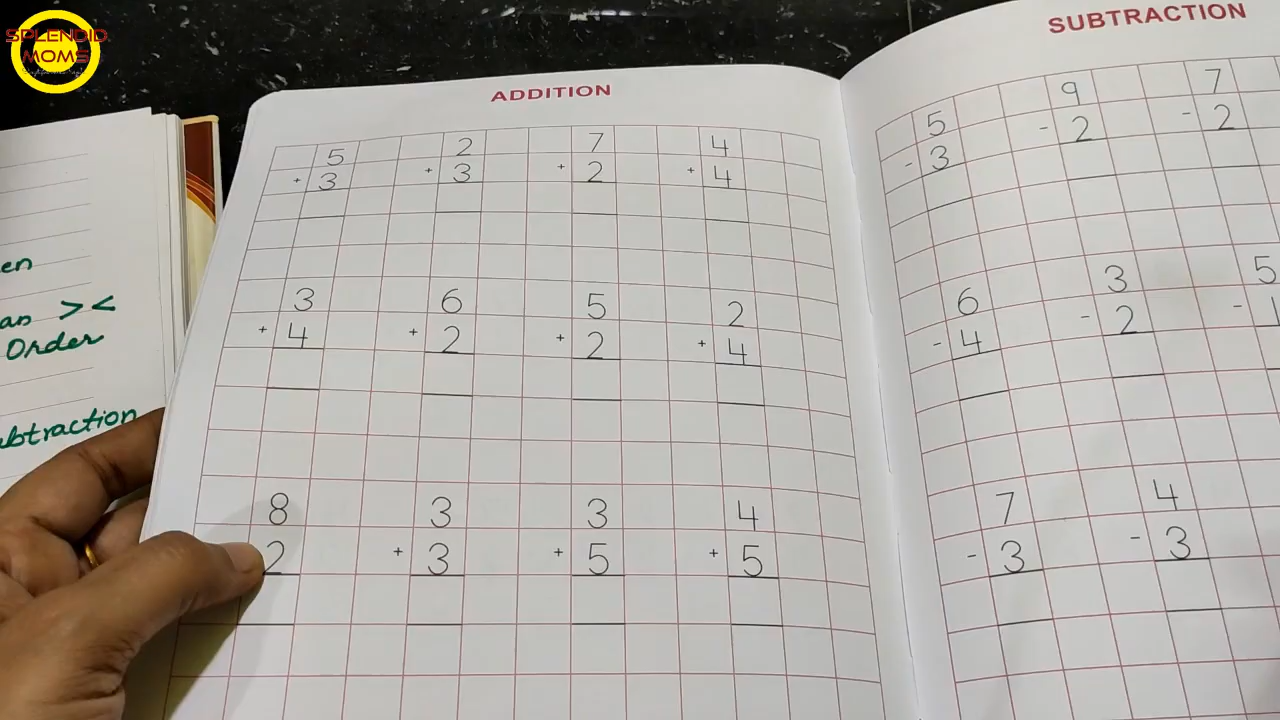 SPLENDID
MOMS
en
an > <
Order
btraction
ADDITION
5 2 7 4
+ 3 + 3 + 2 + 4
3 6 5 2
+ 4 + 2 + 2 + 4
8 3 3 4
2 + 3 + 5 + 5
SUBTRACTION
5 9 7
- 3 - 2 - 2
6 3 5
- 4 - 2 - 1
7 4
- 3 - 3